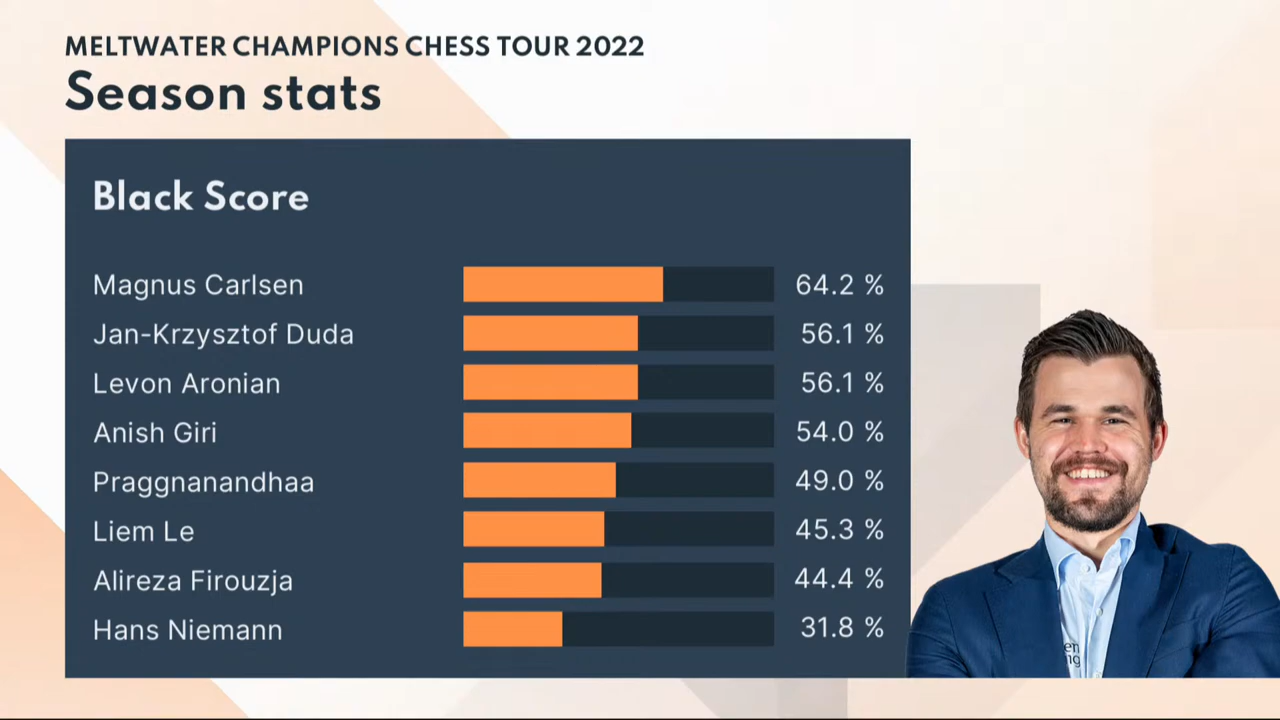 MELTWATER CHAMPIONS CHESS TOUR 2022
Season stats
Black Score
Magnus Carlsen 64.2 %
Jan-Krzysztof Duda 56.1 %
Levon Aronian 56.1 %
Anish Giri 54.0 %
Praggnanandhaa 49.0 %
Liem Le 45.3 %
Alireza Firouzja 44.4 %
Hans Niemann 31.8 %